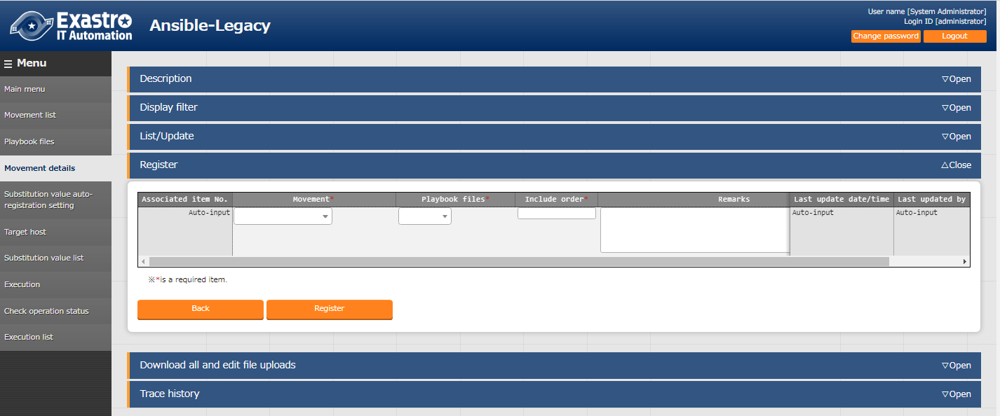 Exastro
IT Automation
Ansible-Legacy
User name [System Administrator]
Login ID [administrator]
Change password
Logout
☰ Menu
Main menu
Movement list
Playbook files
Movement details
Substitution value auto-
registration setting
Target host
Substitution value list
Execution
Check operation status
Execution list
Description ▽Open
Display filter ▽Open
List/Update ▽Open
Register △Close
Associated item No. Movement* Playbook files* Include order* Remarks Last update date/time Last updated by
Auto-input Auto-input Auto-input
※*is a required item.
Back Register
Download all and edit file uploads ▽Open
Trace history ▽Open